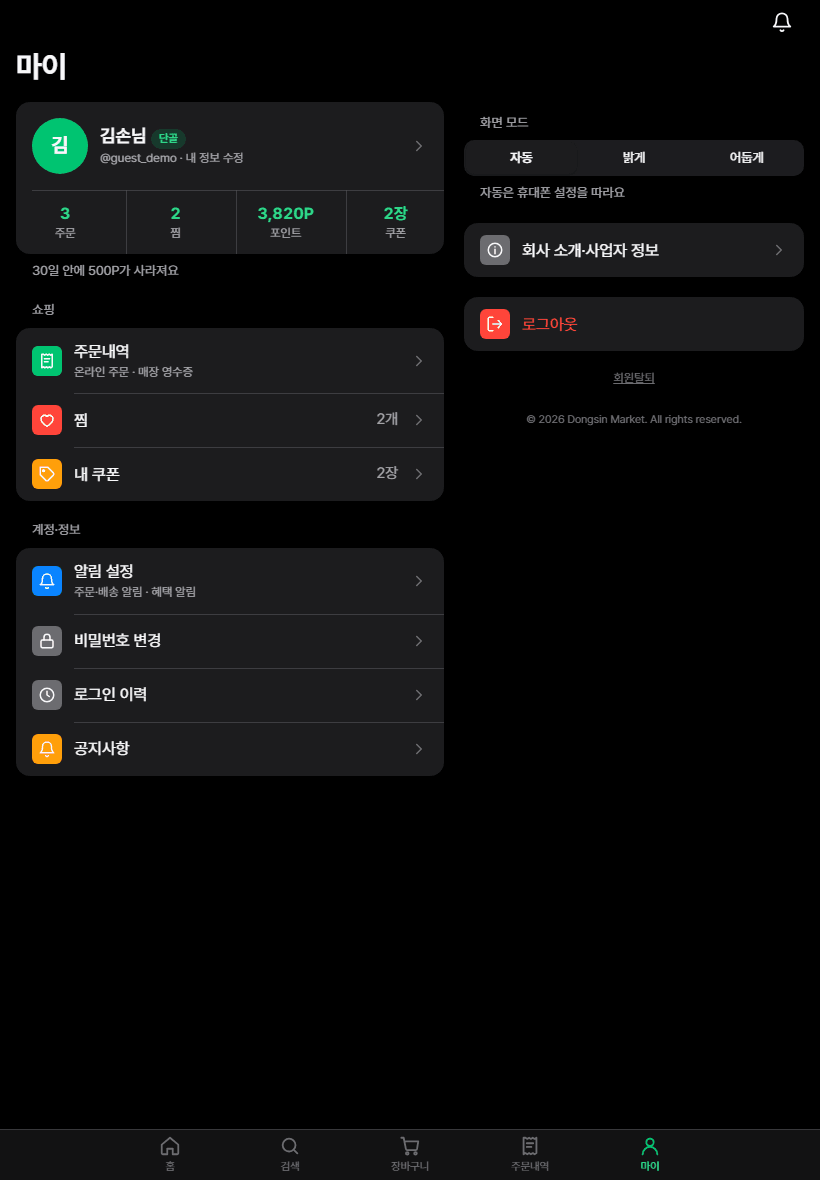 마이
김
김손님 단골
@guest_demo · 내 정보 수정
3
주문
2
찜
3,820P
포인트
2장
쿠폰
30일 안에 500P가 사라져요
쇼핑
주문내역
온라인 주문 · 매장 영수증
찜 2개
내 쿠폰 2장
계정·정보
알림 설정
주문·배송 알림 · 혜택 알림
비밀번호 변경
로그인 이력
공지사항
화면 모드
자동 밝게 어둡게
자동은 휴대폰 설정을 따라요
회사 소개·사업자 정보
로그아웃
회원탈퇴
© 2026 Dongsin Market. All rights reserved.
홈 검색 장바구니 주문내역 마이